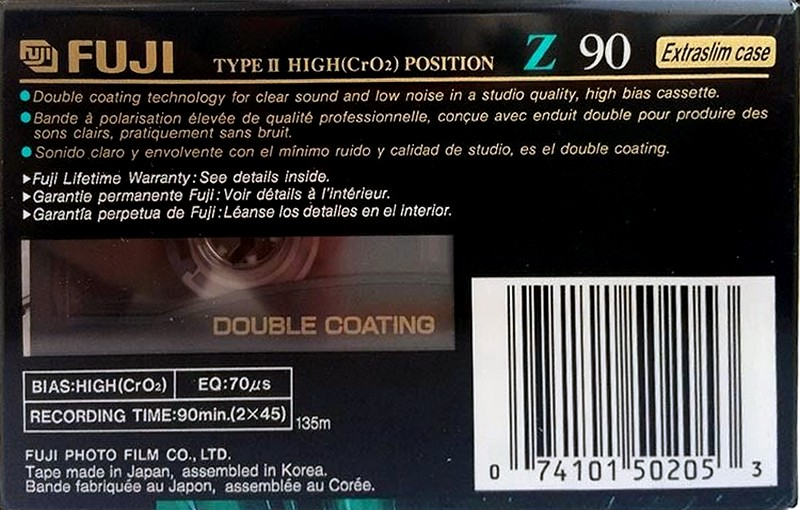 FUJI FUJI TYPE II HIGH(CrO2) POSITION Z 90 Extraslim case
Double coating technology for clear sound and low noise in a studio quality, high bias cassette.
Bande à polarisation élevée de qualité professionnelle, conçue avec enduit double pour produire des
sons clairs, pratiquement sans bruit.
Sonido claro y envolvente con el mínimo ruido y calidad de studio, es el double coating.
▶Fuji Lifetime Warranty:See details inside.
▶Garantie permanente Fuji:Voir détails à l'intérieur.
▶Garantía perpetua de Fuji:Léanse los detalles en el interior.
DOUBLE COATING
BIAS:HIGH(CrO2) EQ:70µs
RECORDING TIME:90min.(2×45) 135m
FUJI PHOTO FILM CO., LTD.
Tape made in Japan, assembled in Korea.
Bande fabriquée au Japon, assemblée au Corée.
0 74101 50205 3